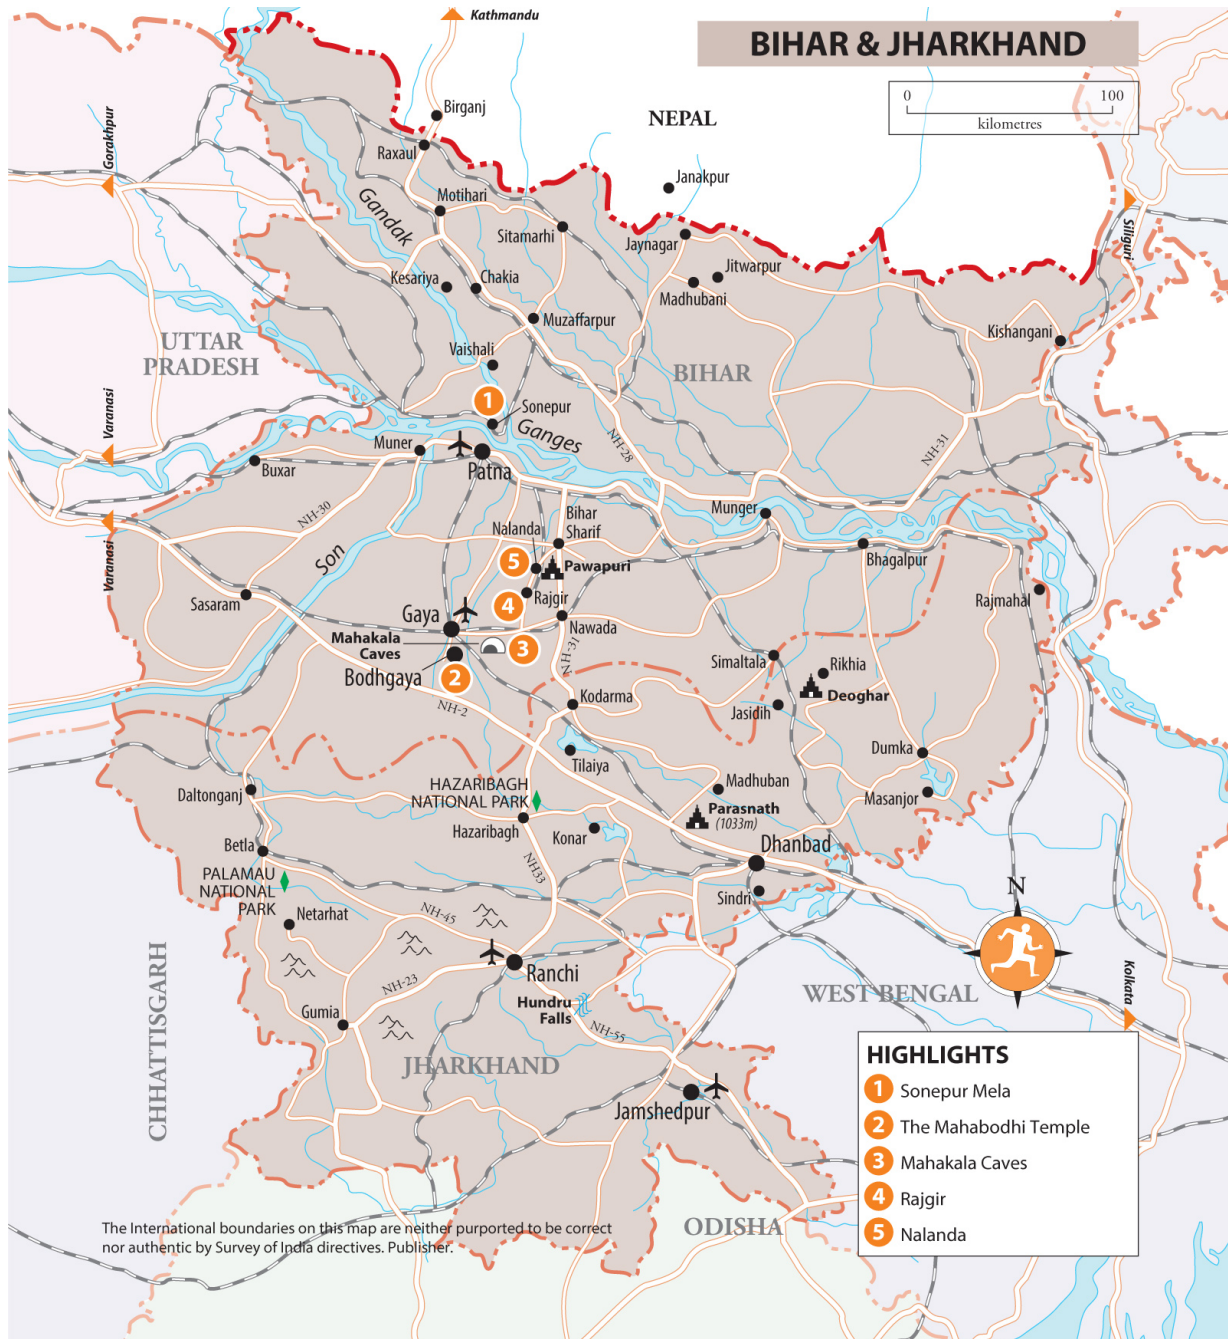 Kathmandu
BIHAR & JHARKHAND
0 100
kilometres
Birganj
NEPAL
Gorakhpur
Raxaul
Janakpur
Motihari
Gandak
Sitamarhi
Jaynagar
Siliguri
Jitwarpur
Kesariya
Chakia
Madhubani
Muzaffarpur
Kishangani
UTTAR
PRADESH
Vaishali
BIHAR
Varanasi
1
Sonepur
Ganges
Muner
NH-28
NH-31
Buxar
Patna
NH-30
Munger
Bihar
Sharif
Nalanda
Varanasi
Son
5
Pawapuri
Bhagalpur
Sasaram
4
Rajgir
Rajmahal
Gaya
Nawada
Mahakala
Caves
3
NH-31
Simaltala
Rikhia
Bodhgaya
2
Deoghar
NH-2
Kodarma
Jasidih
Dumka
Tilaiya
HAZARIBAGH
NATIONAL PARK
Madhuban
Daltonganj
Masanjor
Parasnath
(1033m)
Hazaribagh
Konar
Betla
Dhanbad
NH33
PALAMAU
NATIONAL
PARK
Sindri
N
Netarhat
NH-45
CHHATTISGARH
Ranchi
NH-23
WEST BENGAL
Kolkata
Hundru
Falls
Gumia
NH-55
JHARKHAND
Jamshedpur
HIGHLIGHTS
1 Sonepur Mela
2 The Mahabodhi Temple
3 Mahakala Caves
4 Rajgir
5 Nalanda
ODISHA
The International boundaries on this map are neither purported to be correct
nor authentic by Survey of India directives. Publisher.